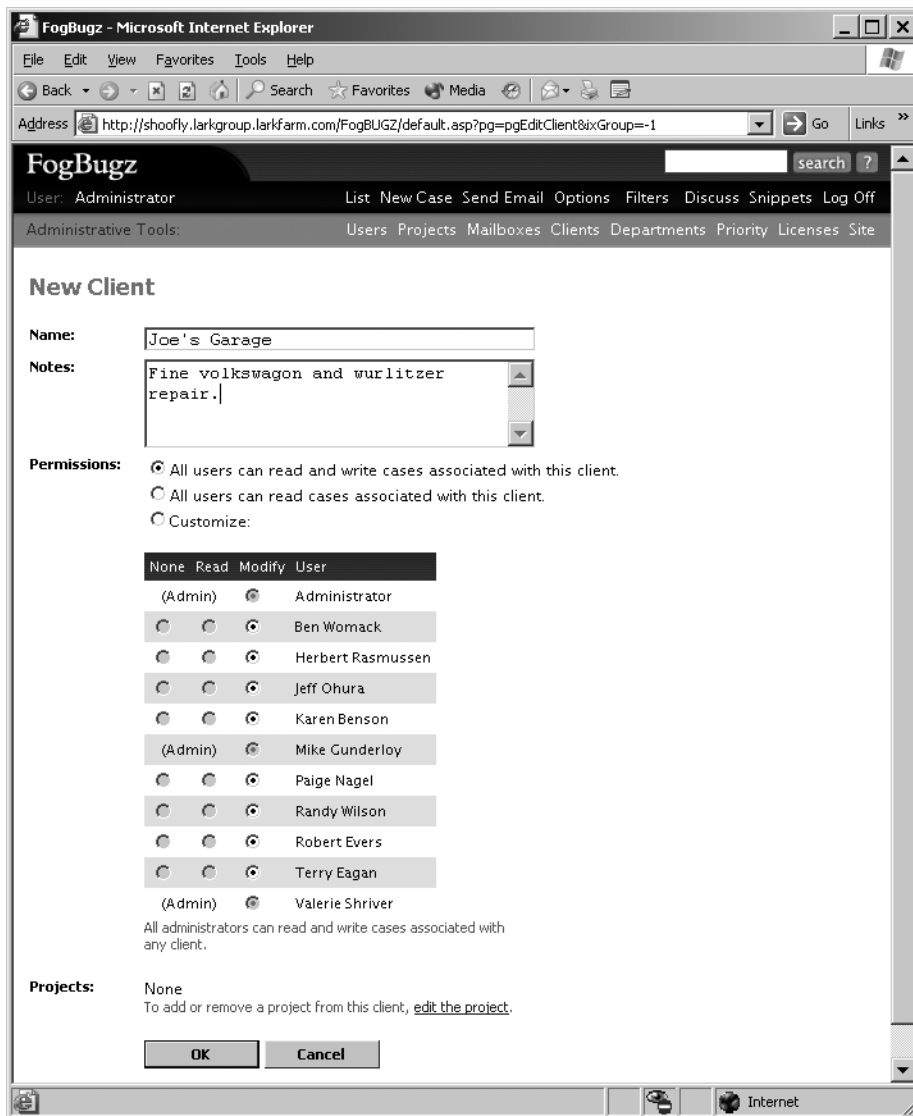 FogBugz - Microsoft Internet Explorer
File Edit View Favorites Tools Help
Back Search Favorites Media
Address http://shoofly.larkgroup.larkfarm.com/FogBUGZ/default.asp?pg=pgEditClient&ixGroup=-1 Go Links »
FogBugz search ?
User: Administrator List New Case Send Email Options Filters Discuss Snippets Log Off
Administrative Tools: Users Projects Mailboxes Clients Departments Priority Licenses Site
New Client
Name: Joe's Garage
Notes: Fine volkswagon and wurlitzer
repair.
Permissions: All users can read and write cases associated with this client.
All users can read cases associated with this client.
Customize:
None Read Modify User
(Admin) Administrator
Ben Womack
Herbert Rasmussen
Jeff Ohura
Karen Benson
(Admin) Mike Gunderloy
Paige Nagel
Randy Wilson
Robert Evers
Terry Eagan
(Admin) Valerie Shriver
All administrators can read and write cases associated with
any client.
Projects: None
To add or remove a project from this client, edit the project.
OK Cancel
Internet